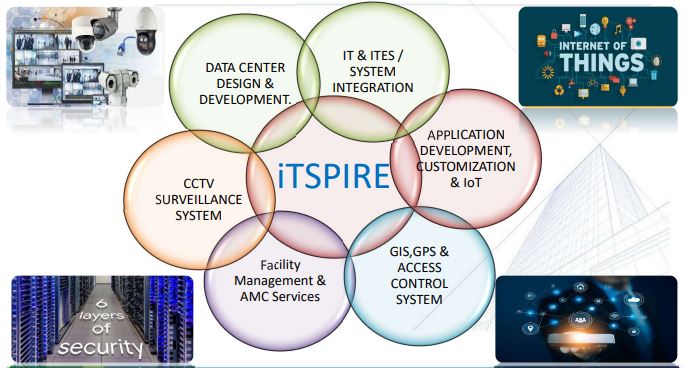 DATA CENTER
DESIGN &
DEVELOPMENT.
IT & ITES /
SYSTEM
INTEGRATION
INTERNET OF
THINGS
CCTV
SURVEILLANCE
SYSTEM
iTSPIRE
APPLICATION
DEVELOPMENT,
CUSTOMIZATION
& IoT
Facility
Management &
AMC Services
GIS,GPS &
ACCESS
CONTROL
SYSTEM
6
layers
of
security